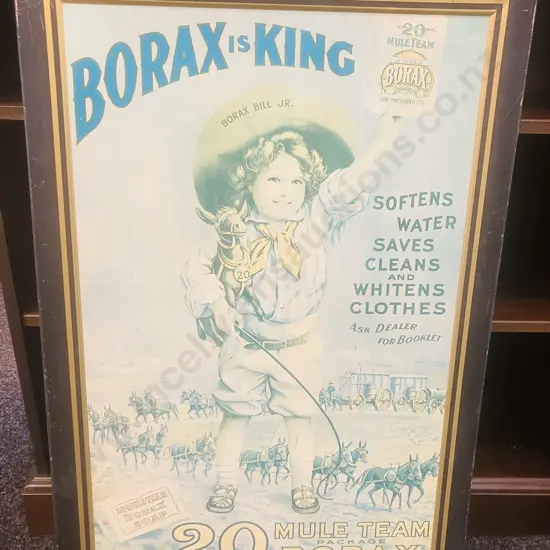 BORAX IS KING
20
MULE TEAM
BORAX
BORAX BILL JR.
SOFTENS
WATER
SAVES
CLEANS
AND
WHITENS
CLOTHES
ASK DEALER
FOR BOOKLET
20
BORAX
SOAP
20 MULE TEAM
PACKAGE
BORAX